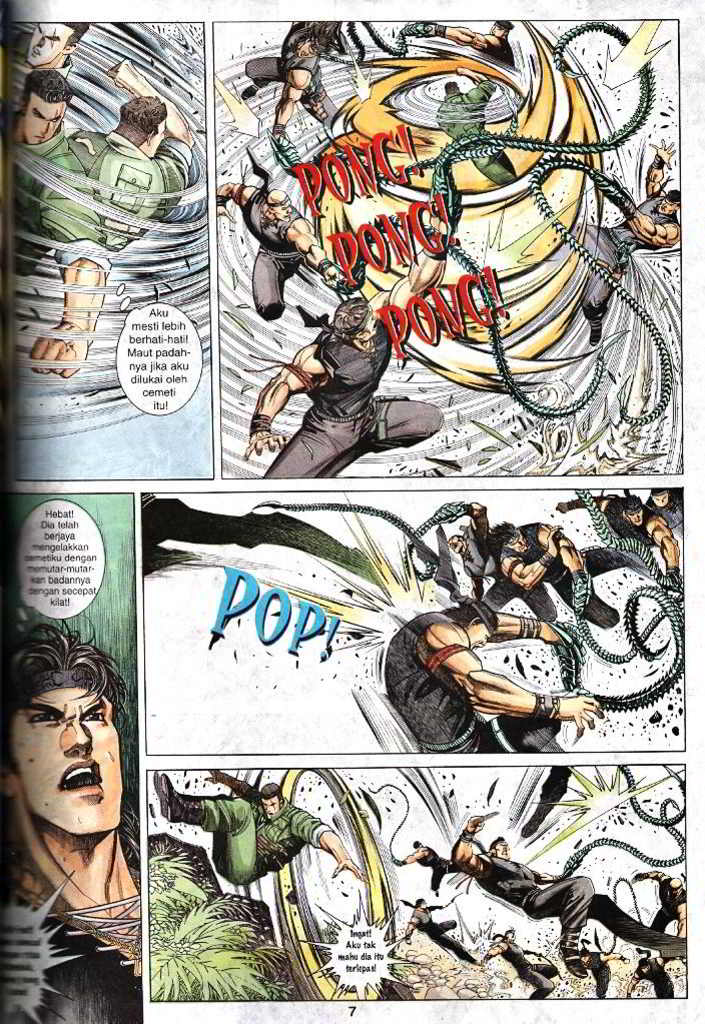 PONG!
PONG!
PONG!
Aku
mesti lebih
berhati-hati!
Maut padah-
nya jika aku
dilukai oleh
cemeti
itu!
Hebat!
Dia telah
berjaya
mengelakkan
cemetiku dengan
memutar-mutar-
kan badannya
dengan secepat
kilat!
POP!
Ingat!
Aku tak
mahu dia itu
terlepas!
7